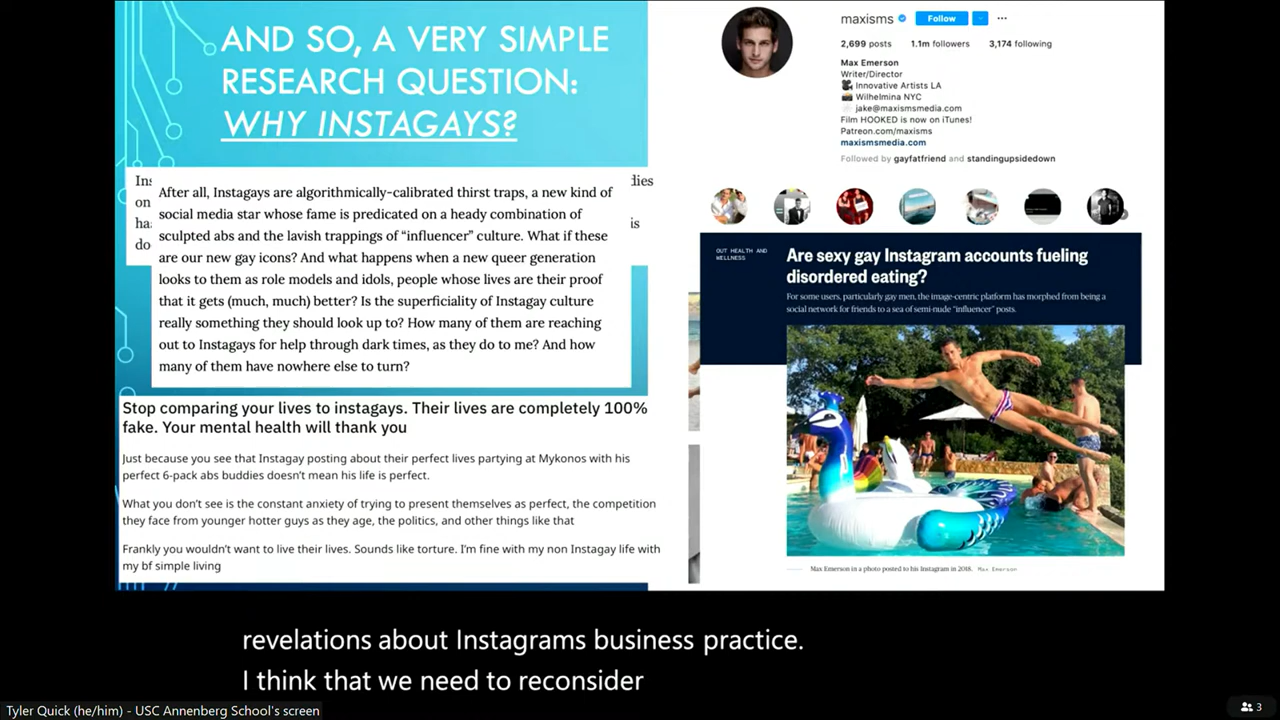 AND SO, A VERY SIMPLE
RESEARCH QUESTION:
WHY INSTAGAYS?
Ins
dies
on
ha
is
do
After all, Instagays are algorithmically-calibrated thirst traps, a new kind of
social media star whose fame is predicated on a heady combination of
sculpted abs and the lavish trappings of “influencer” culture. What if these
are our new gay icons? And what happens when a new queer generation
looks to them as role models and idols, people whose lives are their proof
that it gets (much, much) better? Is the superficiality of Instagay culture
really something they should look up to? How many of them are reaching
out to Instagays for help through dark times, as they do to me? And how
many of them have nowhere else to turn?
Stop comparing your lives to instagays. Their lives are completely 100%
fake. Your mental health will thank you
Just because you see that Instagay posting about their perfect lives partying at Mykonos with his
perfect 6-pack abs buddies doesn’t mean his life is perfect.
What you don’t see is the constant anxiety of trying to present themselves as perfect, the competition
they face from younger hotter guys as they age, the politics, and other things like that
Frankly you wouldn’t want to live their lives. Sounds like torture. I’m fine with my non Instagay life with
my bf simple living
maxisms
Follow
2,699 posts 1.1m followers 3,174 following
Max Emerson
Writer/Director
Innovative Artists LA
Wilhelmina NYC
jake@maxismsmedia.com
Film HOOKED is now on iTunes!
Patreon.com/maxisms
maxismsmedia.com
Followed by gayfatfriend and standingupsidedown
OUT HEALTH AND
WELLNESS
Are sexy gay Instagram accounts fueling
disordered eating?
For some users, particularly gay men, the image-centric platform has morphed from being a
social network for friends to a sea of semi-nude “influencer” posts.
Max Emerson in a photo posted to his Instagram in 2018. Max Emerson
revelations about Instagrams business practice.
I think that we need to reconsider
Tyler Quick (he/him) - USC Annenberg School's screen
3